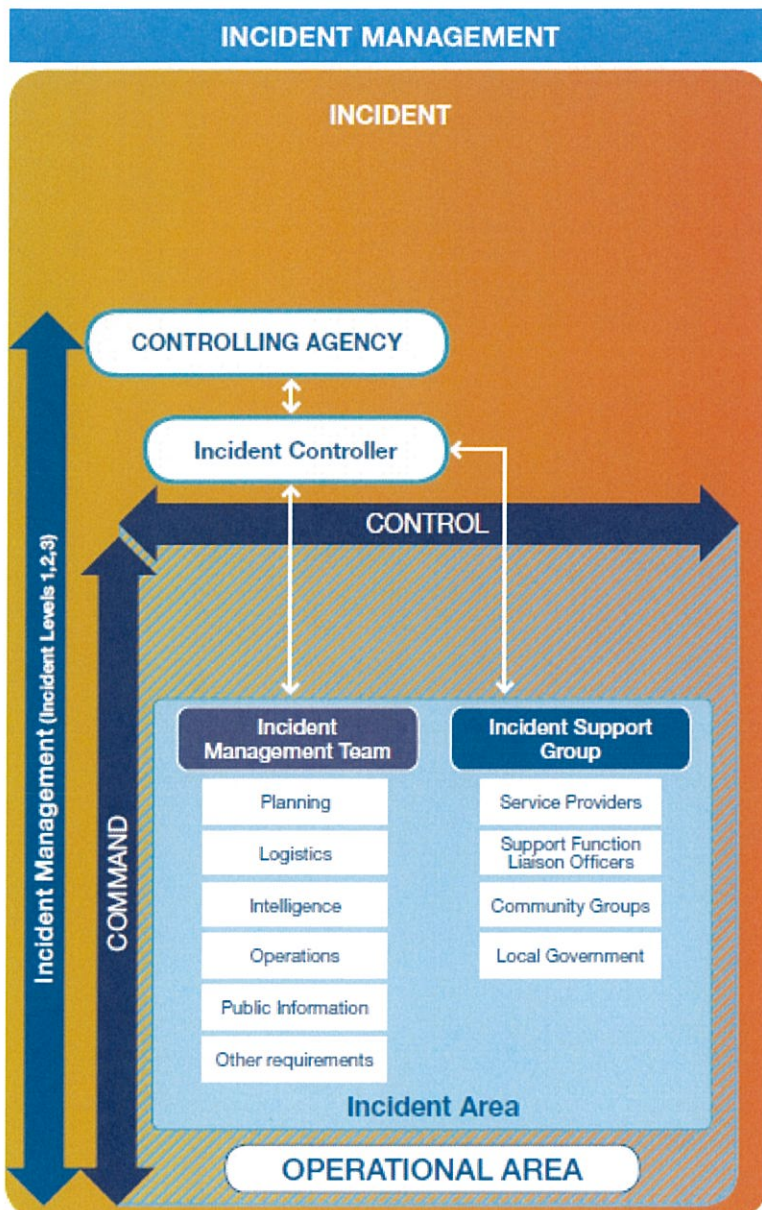 INCIDENT MANAGEMENT
INCIDENT
CONTROLLING AGENCY
Incident Controller
CONTROL
Incident Management (Incident Levels 1,2,3)
COMMAND
Incident
Management Team
Planning
Logistics
Intelligence
Operations
Public Information
Other requirements
Incident Support
Group
Service Providers
Support Function
Liaison Officers
Community Groups
Local Government
Incident Area
OPERATIONAL AREA